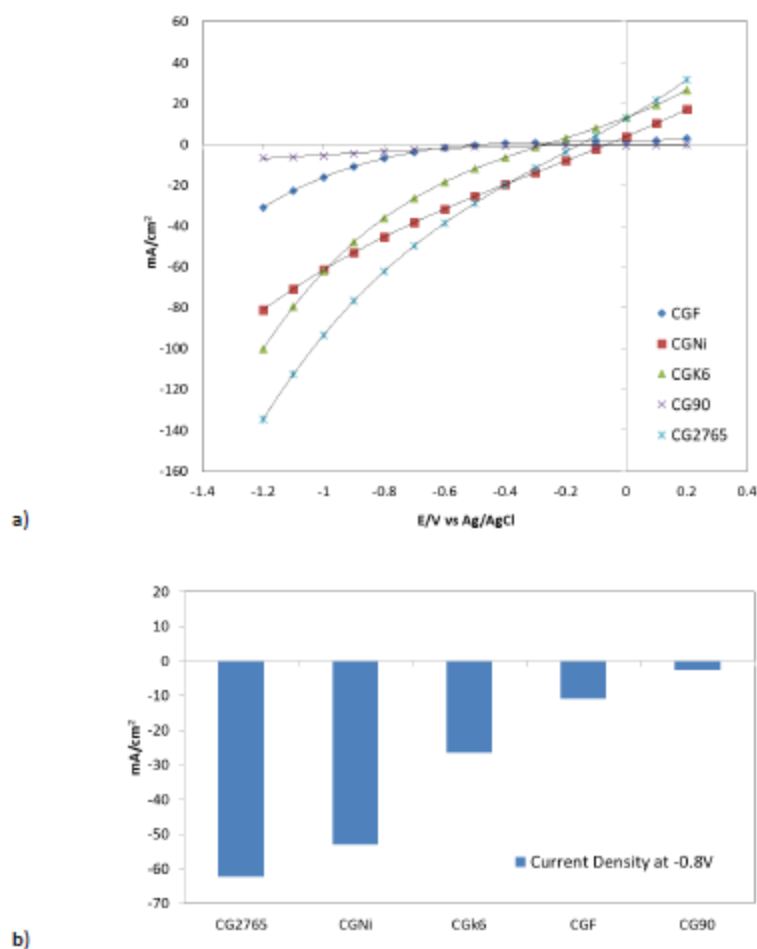 60
40
20
0
-20
-40
-60
-80
-100
-120
-140
-160
mA/cm²
-1.4 -1.2 -1 -0.8 -0.6 -0.4 -0.2 0 0.2 0.4
E/V vs Ag/AgCl
CGF
CGNi
CGK6
CG90
CG2765
a)
20
10
0
-10
-20
-30
-40
-50
-60
-70
mA/cm²
Current Density at -0.8V
CG2765 CGNi CGk6 CGF CG90
b)